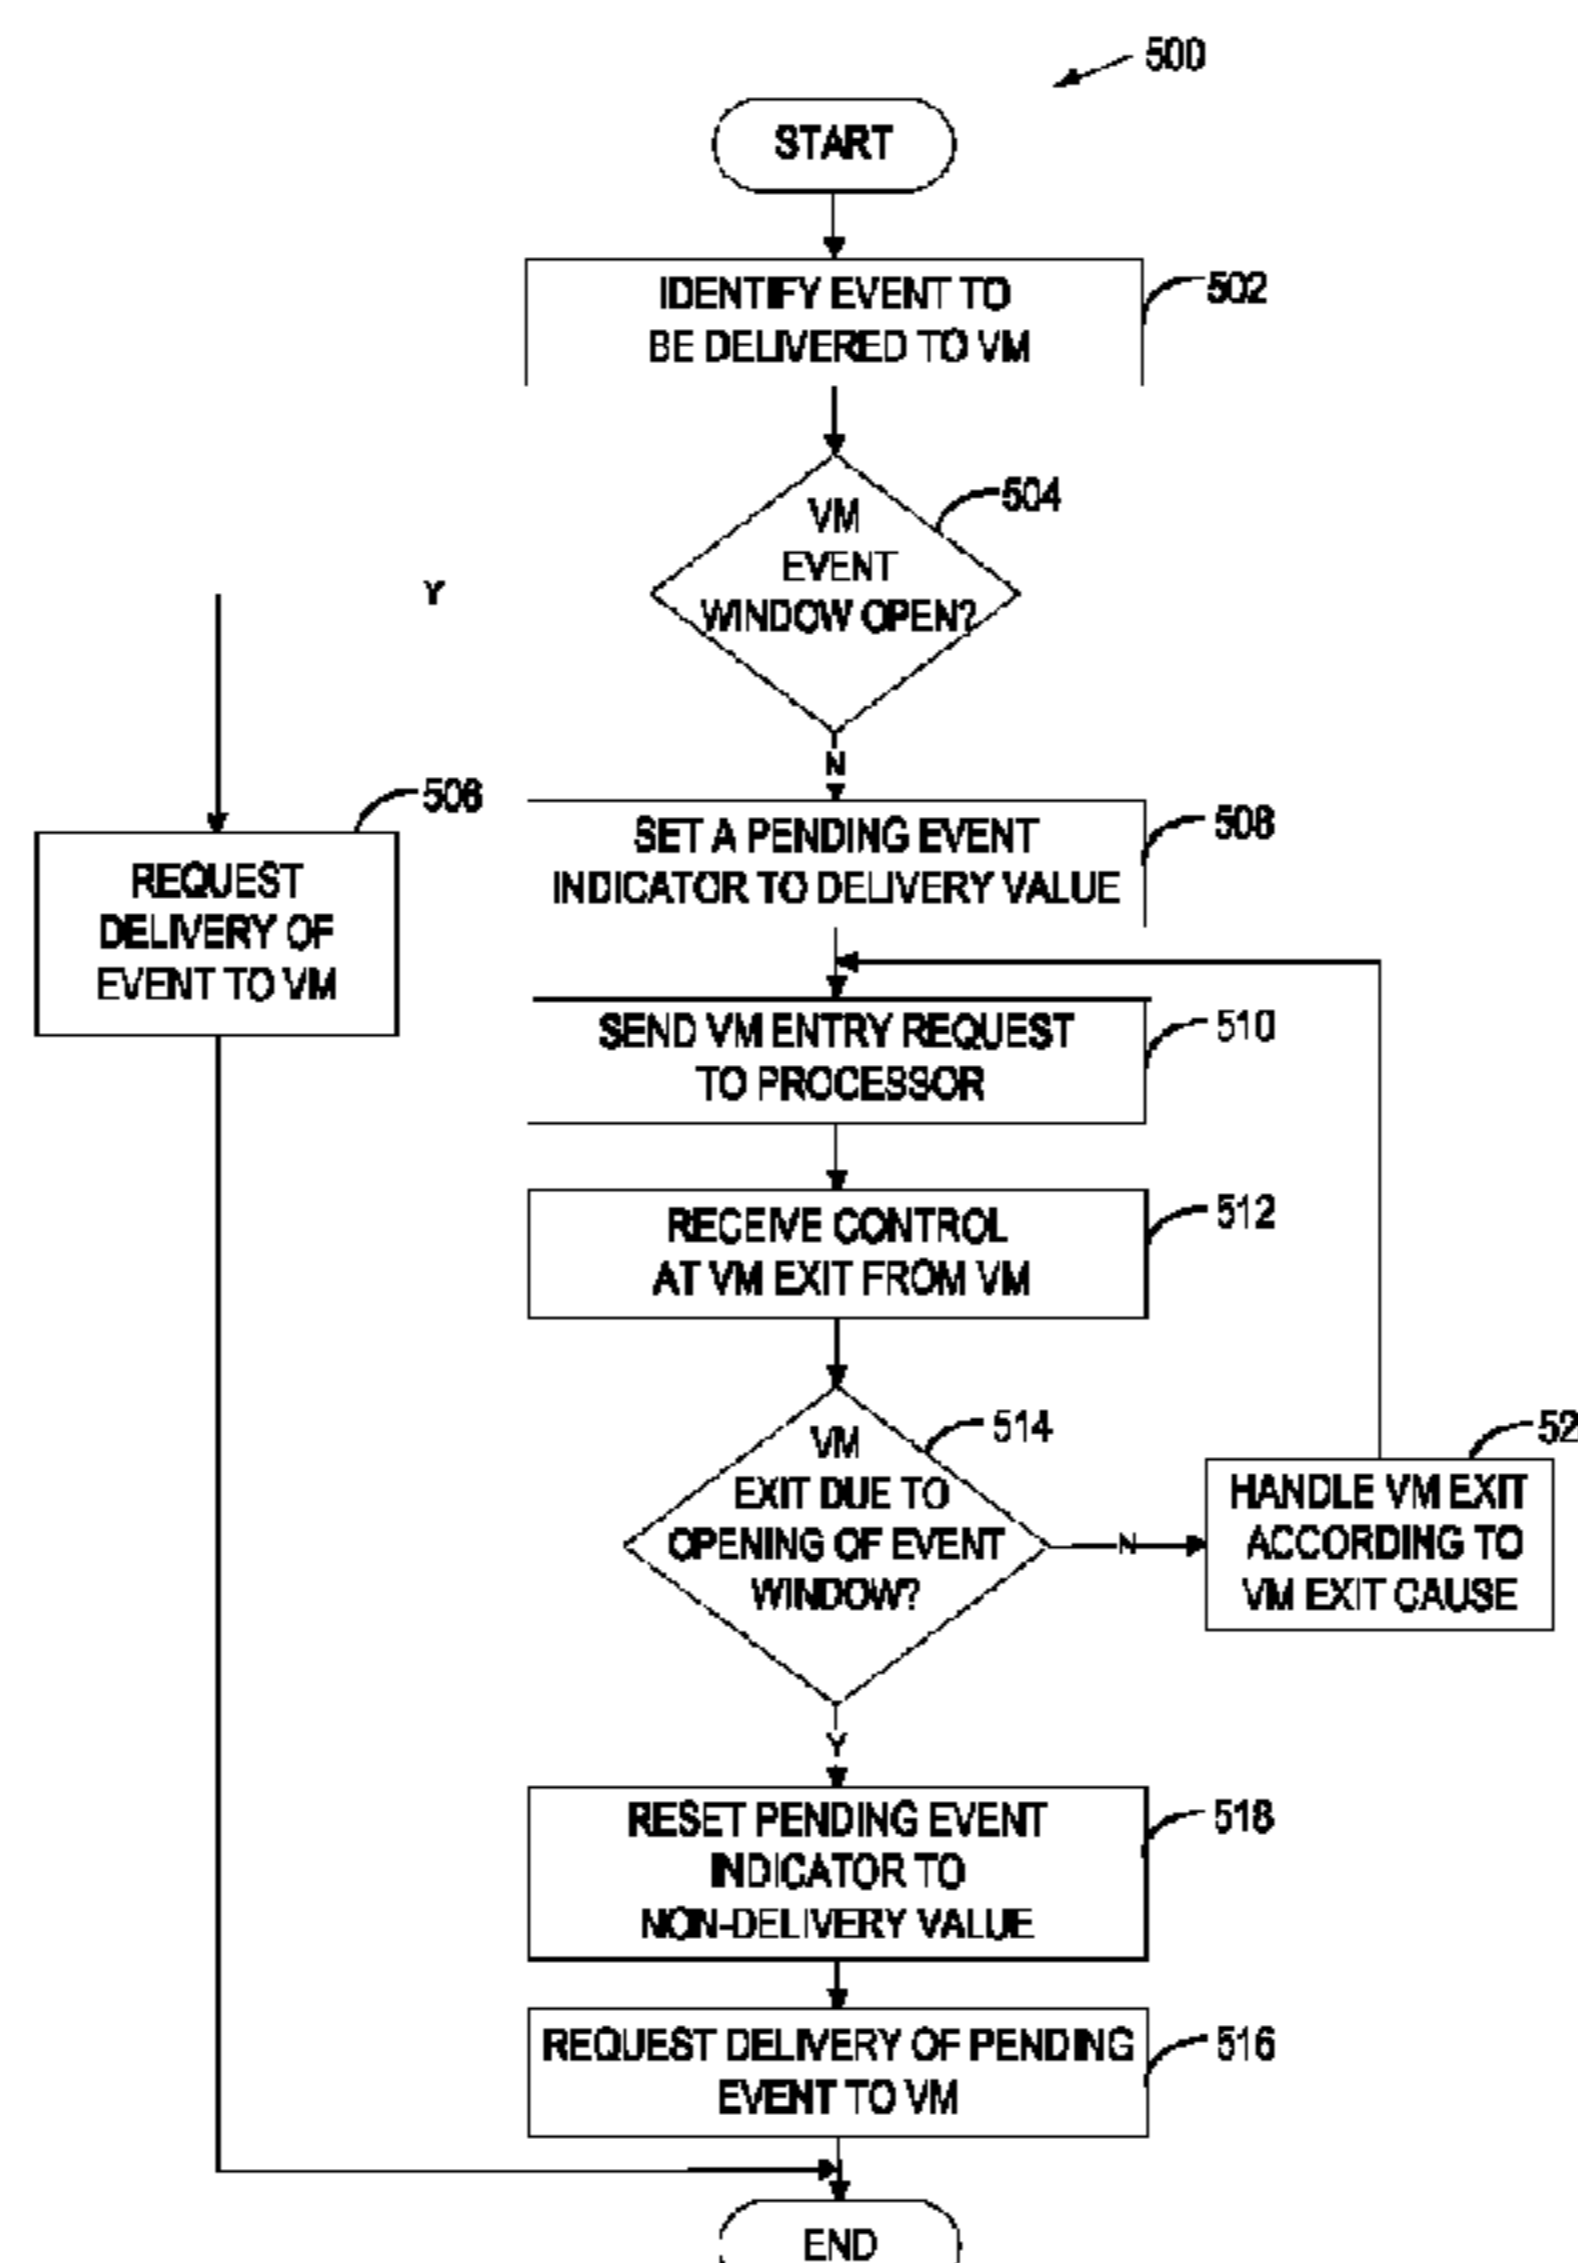 500
START
IDENTIFY EVENT TO
BE DELIVERED TO VM
502
VM
EVENT
WINDOW OPEN?
504
Y
N
REQUEST
DELIVERY OF
EVENT TO VM
506
SET A PENDING EVENT
INDICATOR TO DELIVERY VALUE
508
SEND VM ENTRY REQUEST
TO PROCESSOR
510
RECEIVE CONTROL
AT VM EXIT FROM VM
512
VM
EXIT DUE TO
OPENING OF EVENT
WINDOW?
514
N
HANDLE VM EXIT
ACCORDING TO
VM EXIT CAUSE
52
Y
RESET PENDING EVENT
INDICATOR TO
NON-DELIVERY VALUE
518
REQUEST DELIVERY OF PENDING
EVENT TO VM
516
END